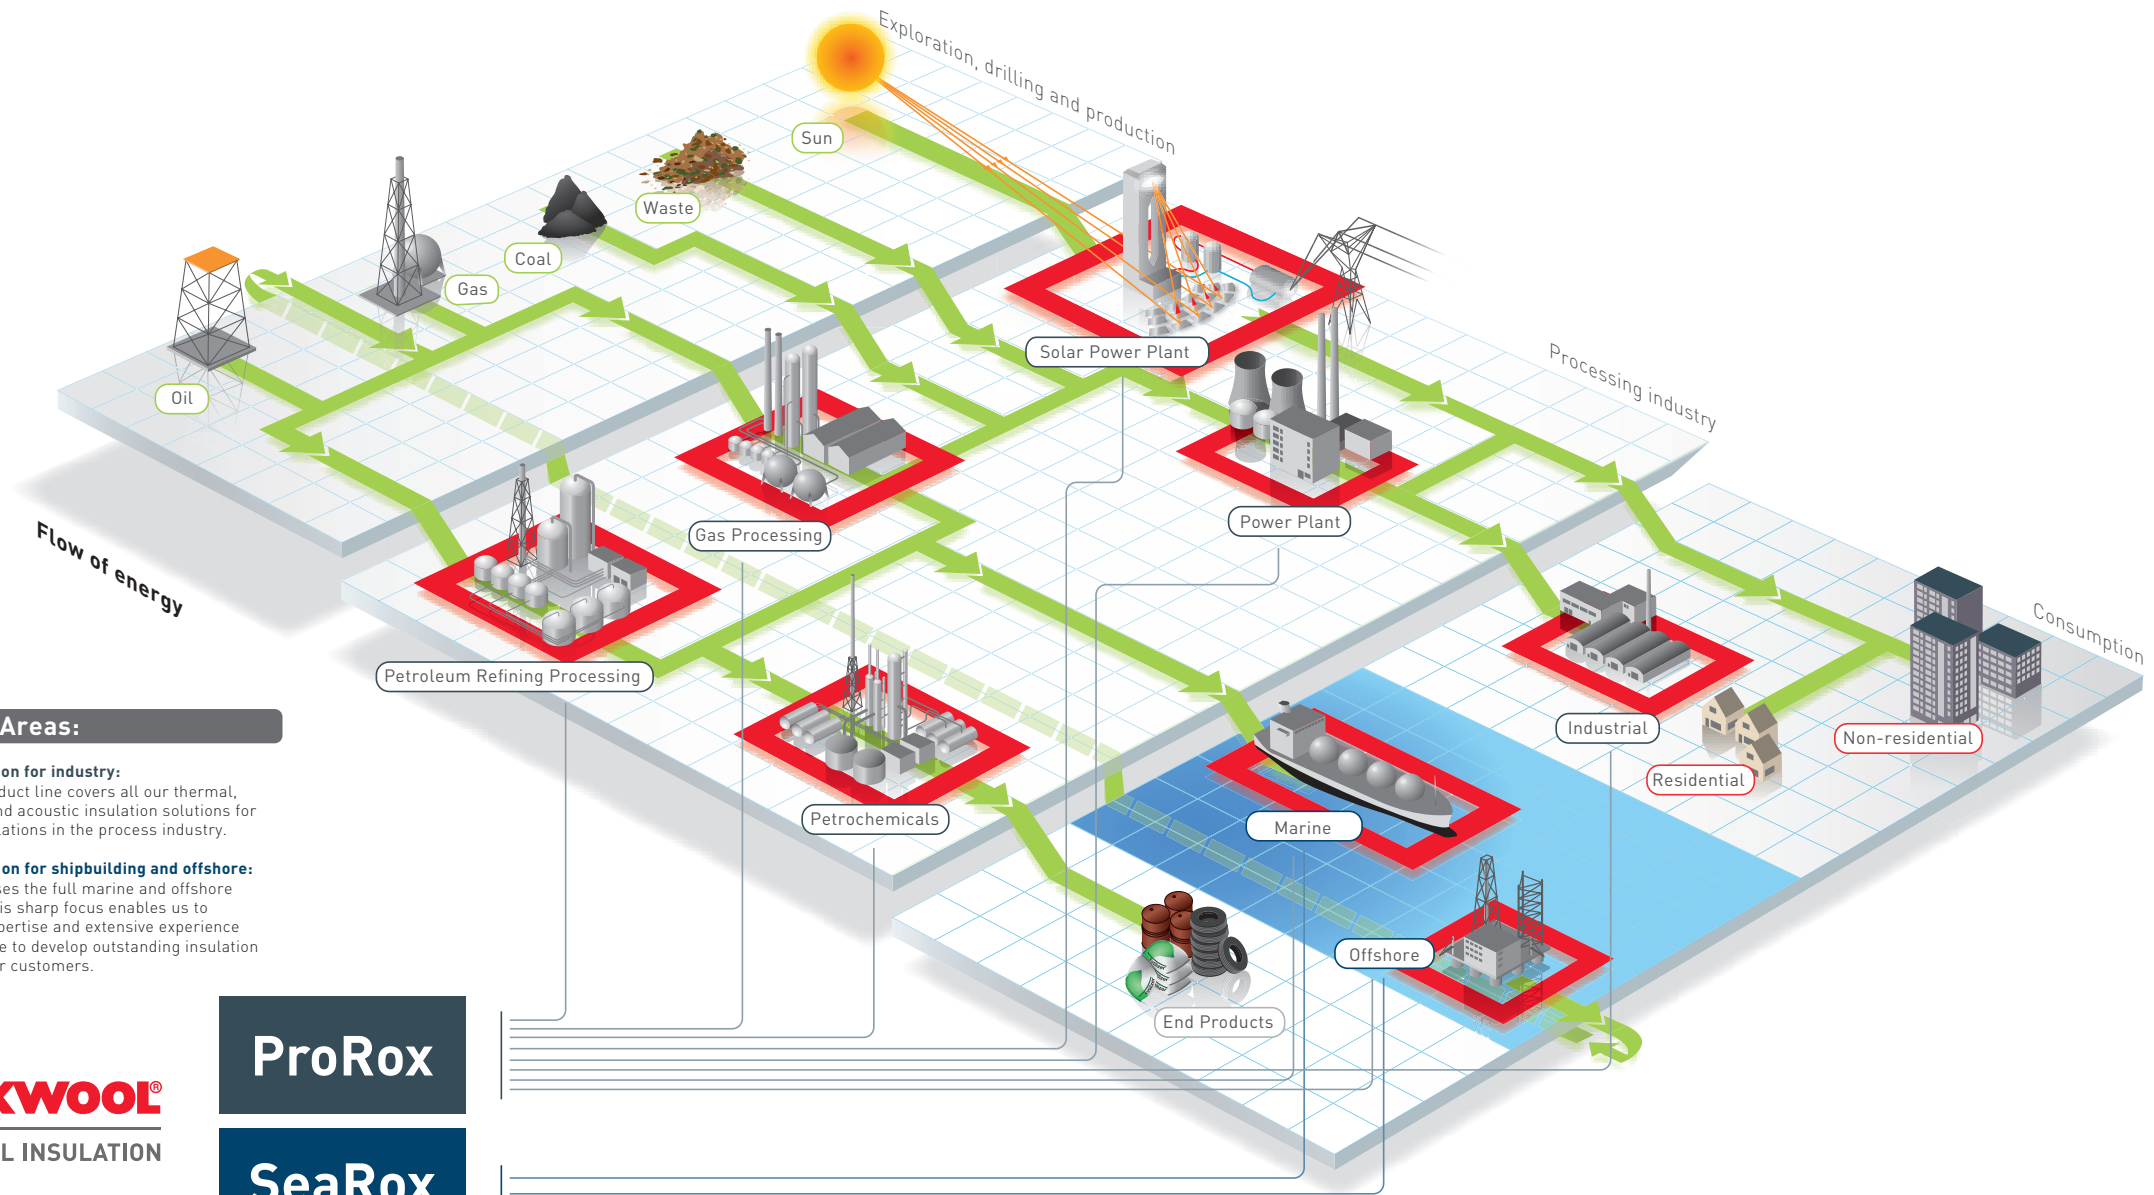 Exploration, drilling and production
Sun
Waste
Coal
Gas
Oil
Solar Power Plant
Processing industry
Gas Processing
Power Plant
Flow of energy
Petroleum Refining Processing
Consumption
Petrochemicals
Industrial
Residential
Non-residential
Marine
Offshore
End Products
Areas:
on for industry:
duct line covers all our thermal,
nd acoustic insulation solutions for
lations in the process industry.
on for shipbuilding and offshore:
ses the full marine and offshore
is sharp focus enables us to
pertise and extensive experience
e to develop outstanding insulation
r customers.
ProRox
XWOOL®
L INSULATION
SeaRox